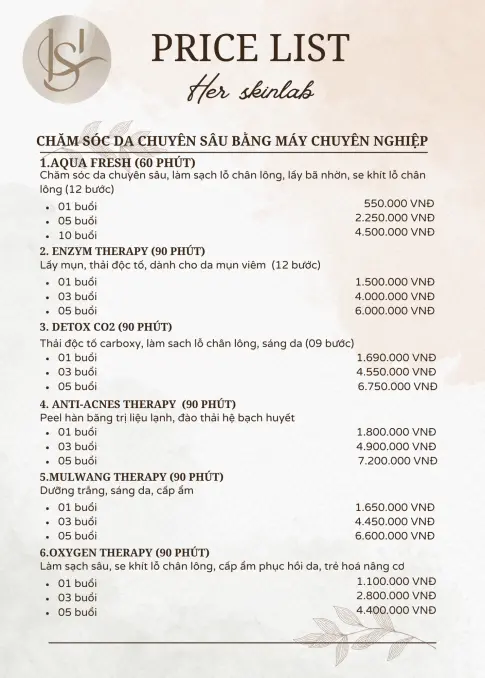 PRICE LIST
Her skinlab
CHĂM SÓC DA CHUYÊN SÂU BẰNG MÁY CHUYÊN NGHIỆP
1.AQUA FRESH (60 PHÚT)
Chăm sóc da chuyên sâu, làm sạch lỗ chân lông, lấy bã nhờn, se khít lỗ chân
lông (12 bước)
• 01 buổi 550.000 VNĐ
• 05 buổi 2.250.000 VNĐ
• 10 buổi 4.500.000 VNĐ
2. ENZYM THERAPY (90 PHÚT)
Lấy mụn, thải độc tố, dành cho da mụn viêm (12 bước)
• 01 buổi 1.500.000 VNĐ
• 03 buổi 4.000.000 VNĐ
• 05 buổi 6.000.000 VNĐ
3. DETOX CO2 (90 PHÚT)
Thải độc tố carboxy, làm sach lỗ chân lông, sáng da (09 bước)
• 01 buổi 1.690.000 VNĐ
• 03 buổi 4.550.000 VNĐ
• 05 buổi 6.750.000 VNĐ
4. ANTI-ACNES THERAPY (90 PHÚT)
Peel hàn băng trị liệu lạnh, đào thải hệ bạch huyết
• 01 buổi 1.800.000 VNĐ
• 03 buổi 4.900.000 VNĐ
• 05 buổi 7.200.000 VNĐ
5.MULWANG THERAPY (90 PHÚT)
Dưỡng trắng, sáng da, cấp ẩm
• 01 buổi 1.650.000 VNĐ
• 03 buổi 4.450.000 VNĐ
• 05 buổi 6.600.000 VNĐ
6.OXYGEN THERAPY (90 PHÚT)
Làm sạch sâu, se khít lỗ chân lông, cấp ẩm phục hồi da, trẻ hoá nâng cơ
• 01 buổi 1.100.000 VNĐ
• 03 buổi 2.800.000 VNĐ
• 05 buổi 4.400.000 VNĐ